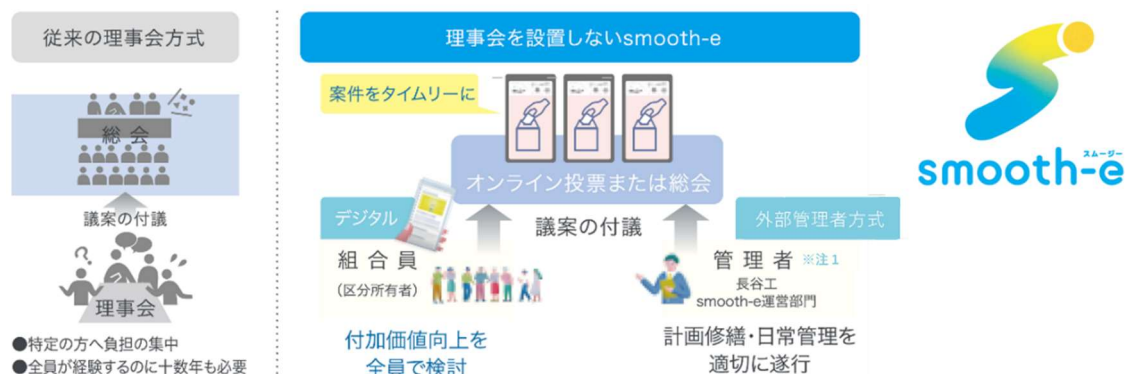 従来の理事会方式
総会
議案の付議
理事会
●特定の方へ負担の集中
●全員が経験するのに十数年も必要
理事会を設置しないsmooth-e
案件をタイムリーに
オンライン投票または総会
デジタル
議案の付議
外部管理者方式
組合員
(区分所有者)
管理者 ※注1
長谷工
smooth-e運営部門
付加価値向上を
全員で検討
計画修繕・日常管理を
適切に遂行
スムージー
smooth-e